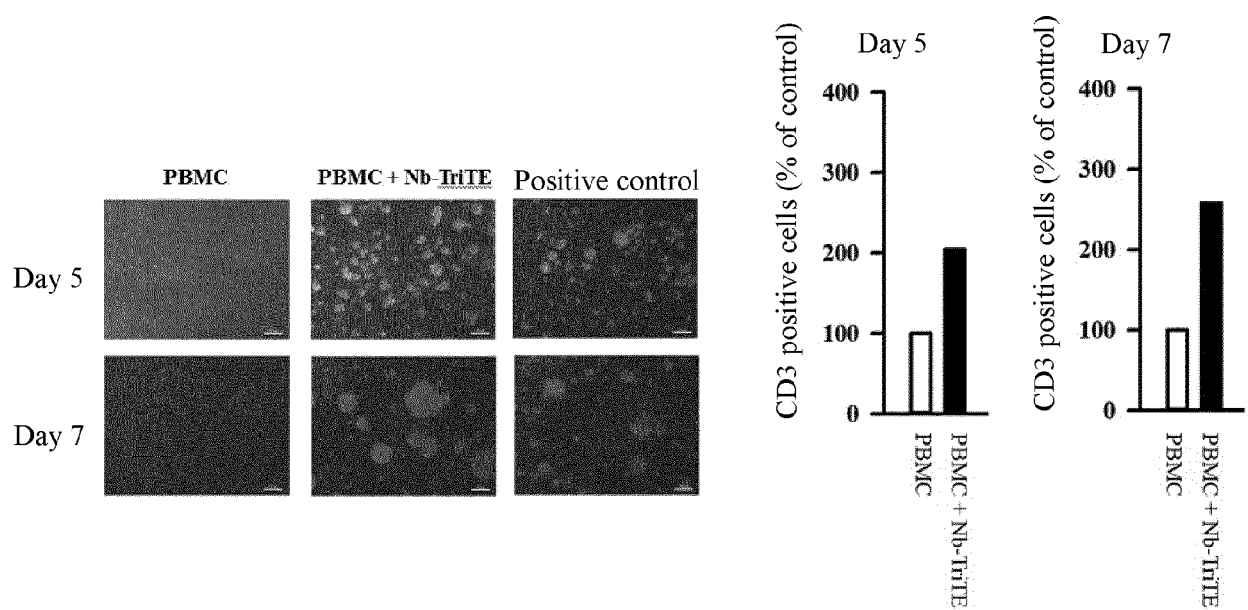 PBMC
PBMC + Nb-TriTE
Positive control
Day 5
Day 7
Day 5
CD3 positive cells (% of control)
400
300
200
100
0
PBMC
PBMC + Nb-TriTE
Day 7
CD3 positive cells (% of control)
400
300
200
100
0
PBMC
PBMC + Nb-TriTE